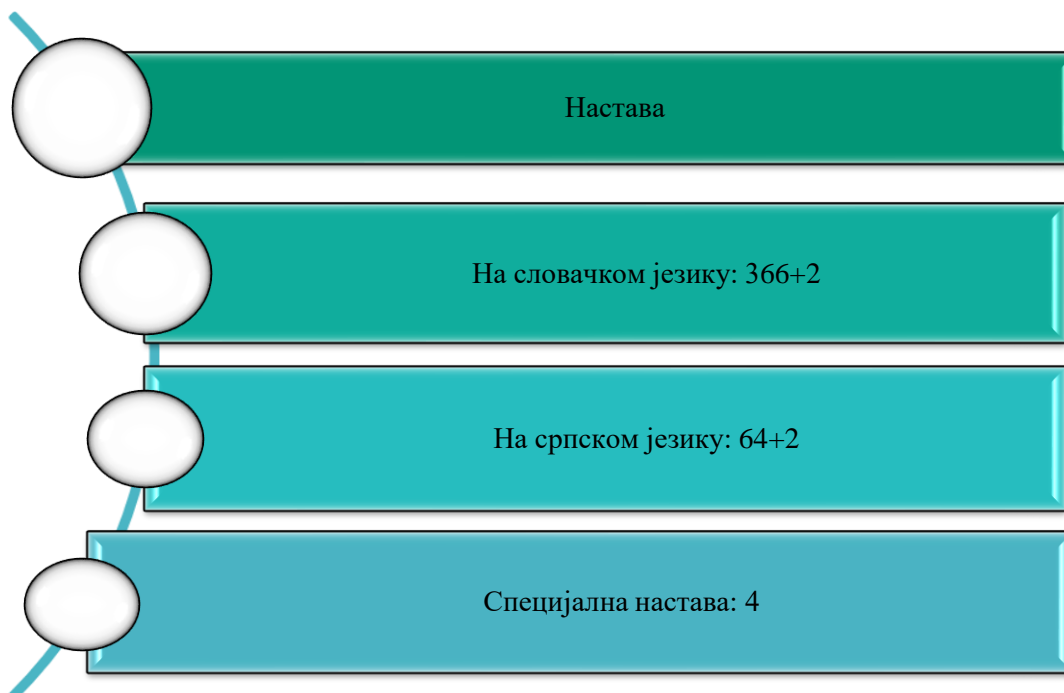 Настава
На словачком језику: 366+2
На српском језику: 64+2
Специјална настава: 4